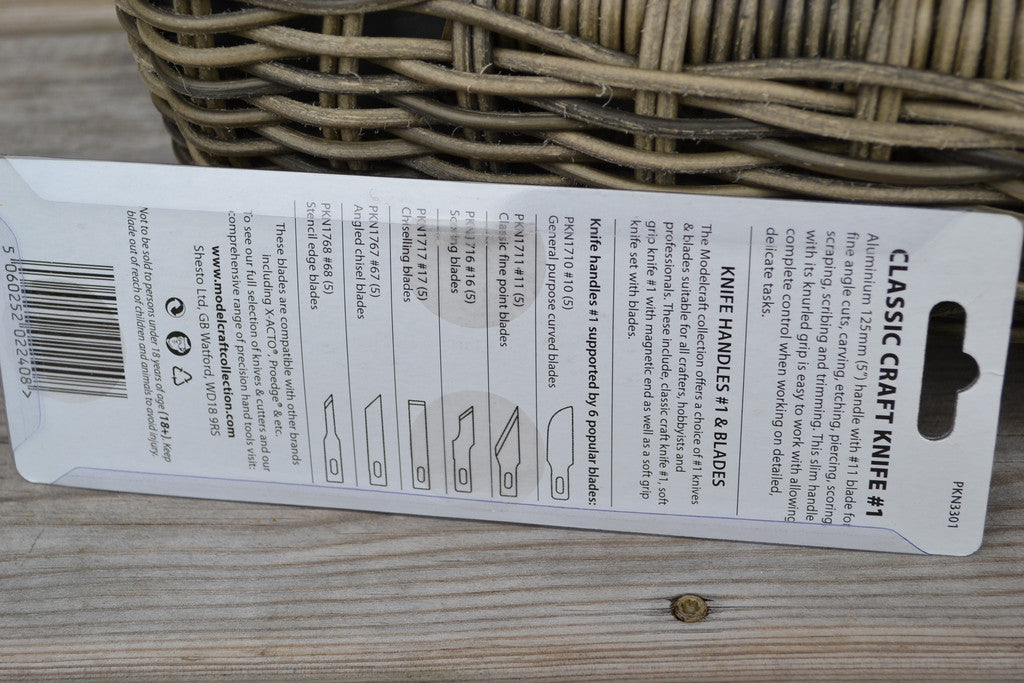 PKN3301
CLASSIC CRAFT KNIFE #1
Aluminium 125mm (5") handle with #11 blade for
fine angle cuts, carving, etching, piercing, scoring
scraping, scribing and trimming. This slim handle
with its knurled grip is easy to work with allowing
complete control when working on detailed,
delicate tasks.
KNIFE HANDLES #1 & BLADES
The Modelcraft collection offers a choice of #1 knives
& blades suitable for all crafters, hobbyists and
professionals. These include, classic craft knife #1, soft
grip knife #1 with magnetic end as well as a soft grip
knife set with blades.
Knife handles #1 supported by 6 popular blades:
PKN1710 #10 (5)
General purpose curved blades
PKN1711 #11 (5)
Classic fine point blades
PKN1716 #16 (5)
Scoring blades
PKN1717 #17 (5)
Chiselling blades
PKN1767 #67 (5)
Angled chisel blades
PKN1768 #68 (5)
Stencil edge blades
These blades are compatible with other brands
including X-ACTO®, Proedge® & etc.
To see our full selection of knives & cutters and our
comprehensive range of precision hand tools visit:
www.modelcraftcollection.com
Shesto Ltd, GB Watford, WD18 9RS
Not to be sold to persons under 18 years of age (18+). Keep
blade out of reach of children and animals to avoid injury.
5 060252 022408 >